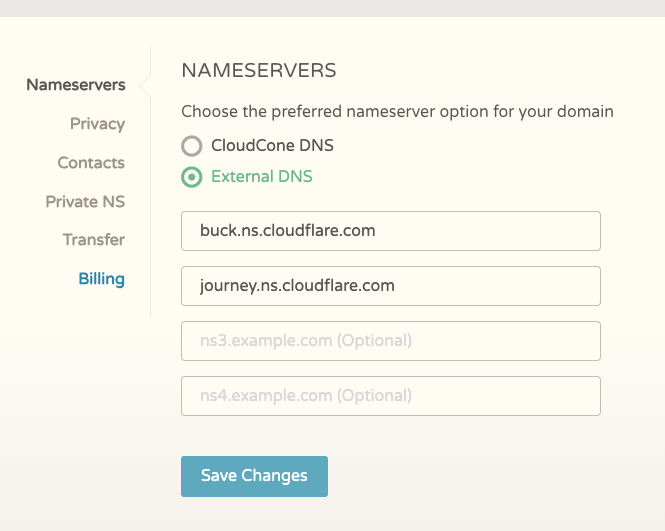 Nameservers
Privacy
Contacts
Private NS
Transfer
Billing
NAMESERVERS
Choose the preferred nameserver option for your domain
CloudCone DNS
External DNS
buck.ns.cloudflare.com
journey.ns.cloudflare.com
ns3.example.com (Optional)
ns4.example.com (Optional)
Save Changes